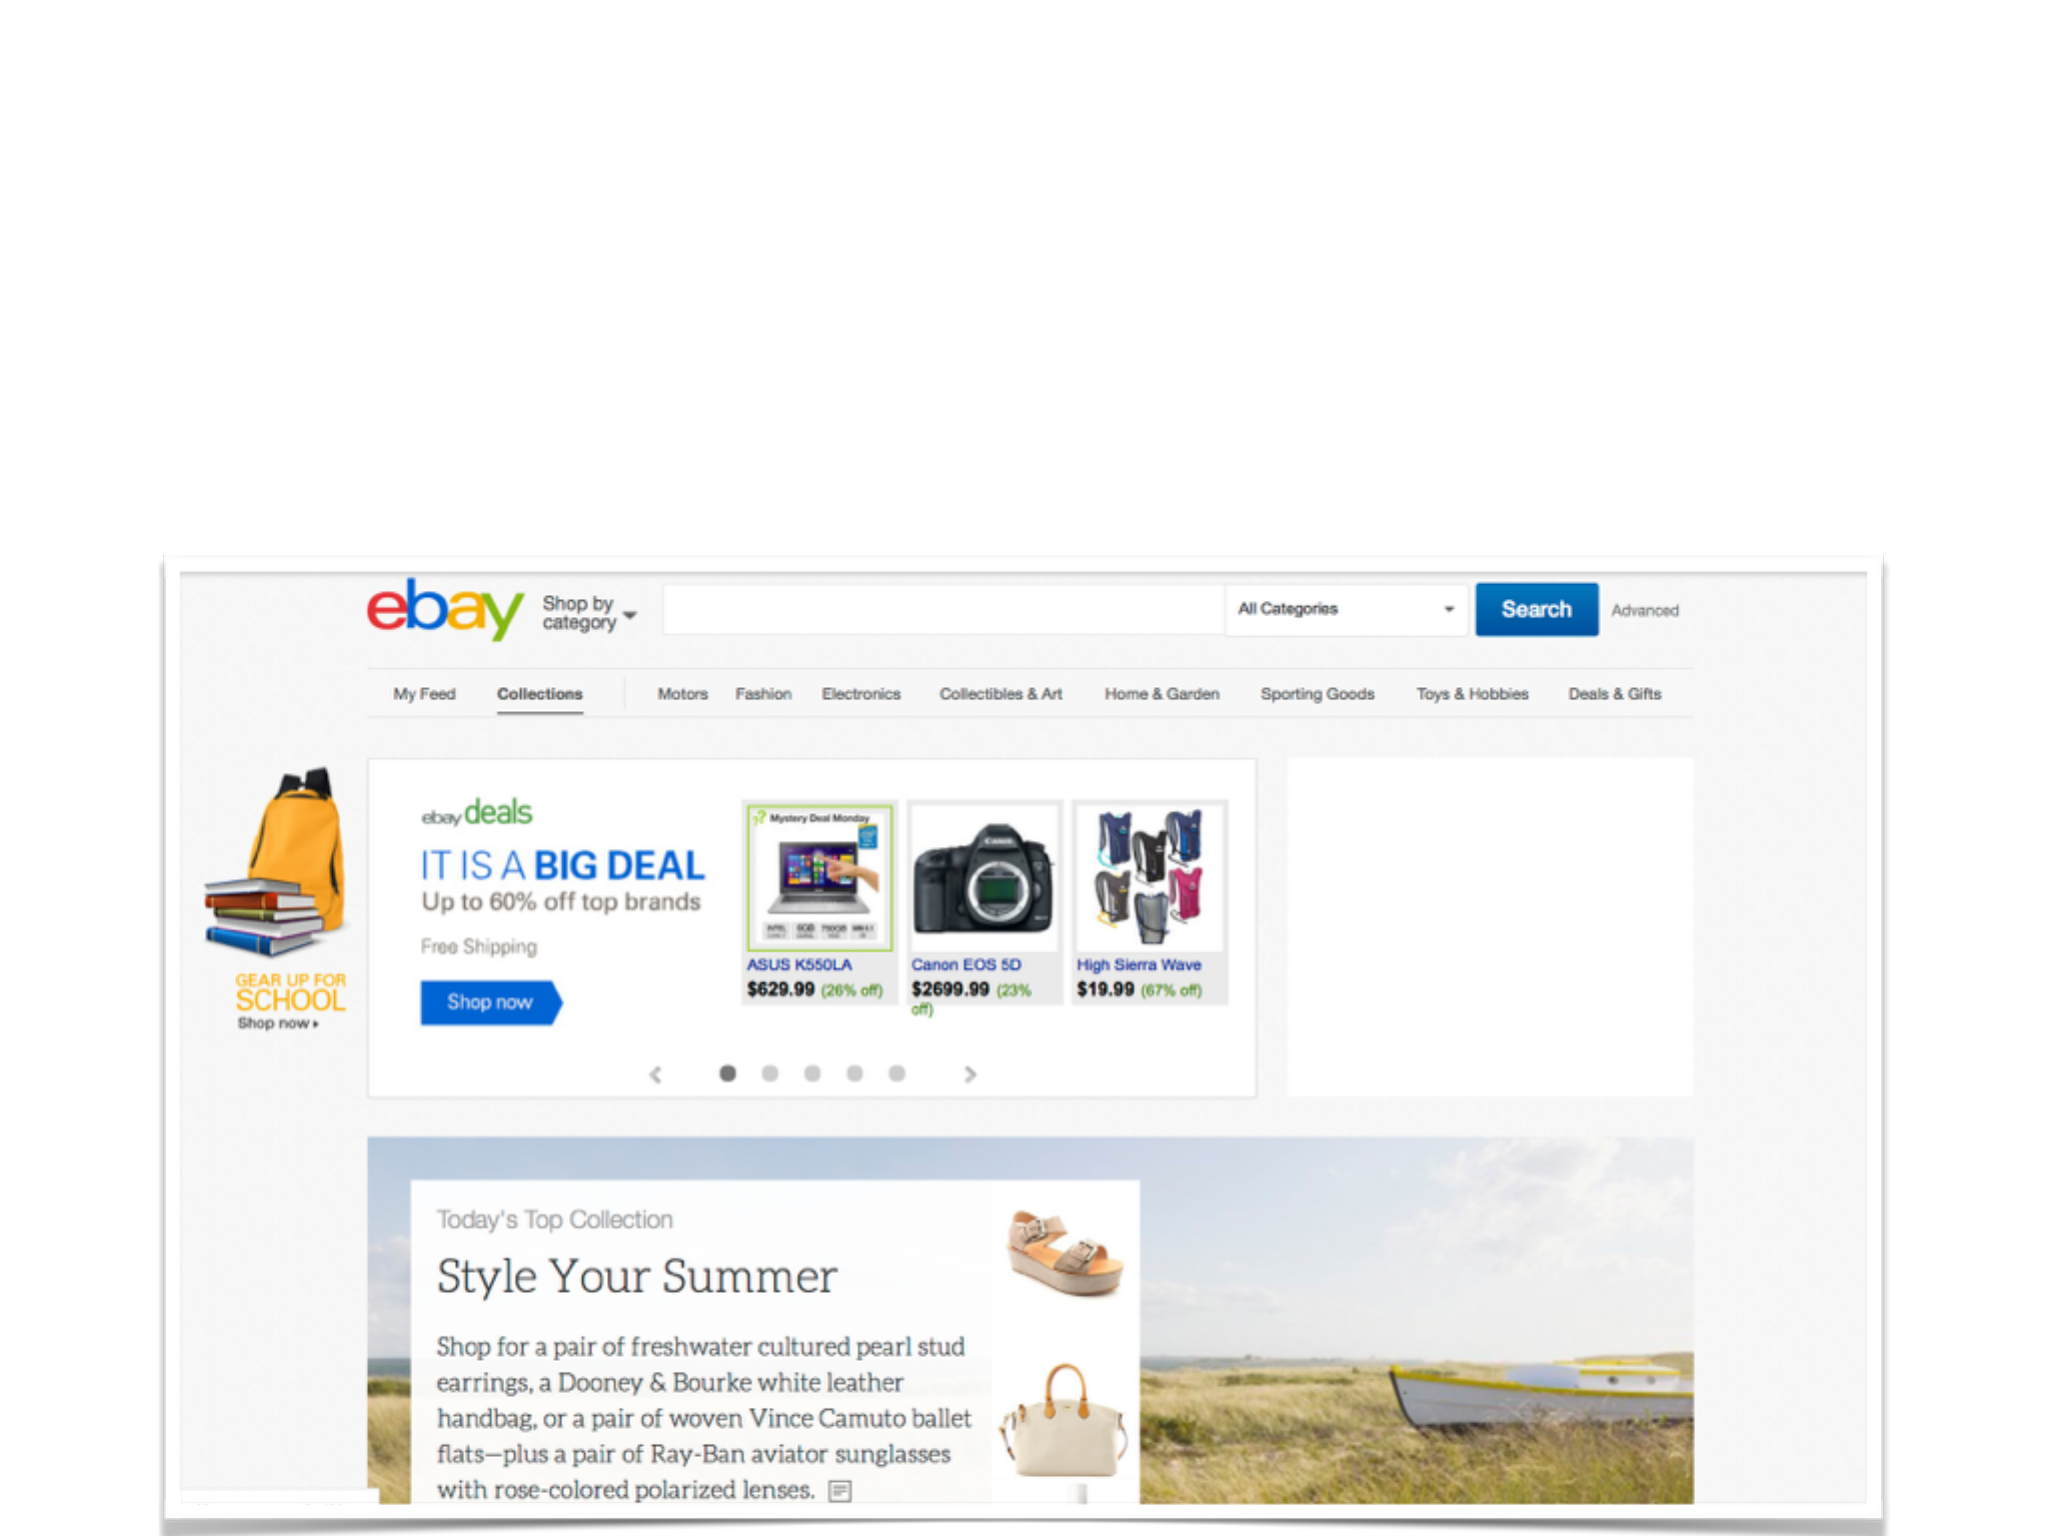 ebay
Shop by
category
All Categories
Search
Advanced
My Feed
Collections
Motors
Fashion
Electronics
Collectibles & Art
Home & Garden
Sporting Goods
Toys & Hobbies
Deals & Gifts
GEAR UP FOR
SCHOOL
Shop now
ebay deals
IT IS A BIG DEAL
Up to 60% off top brands
Free Shipping
Shop now
Mystery Deal Monday
ASUS K550LA
$629.99 (26% off)
Canon
Canon EOS 5D
$2699.99 (23%
off)
High Sierra Wave
$19.99 (67% off)
Today's Top Collection
Style Your Summer
Shop for a pair of freshwater cultured pearl stud
earrings, a Dooney & Bourke white leather
handbag, or a pair of woven Vince Camuto ballet
flats—plus a pair of Ray-Ban aviator sunglasses
with rose-colored polarized lenses.